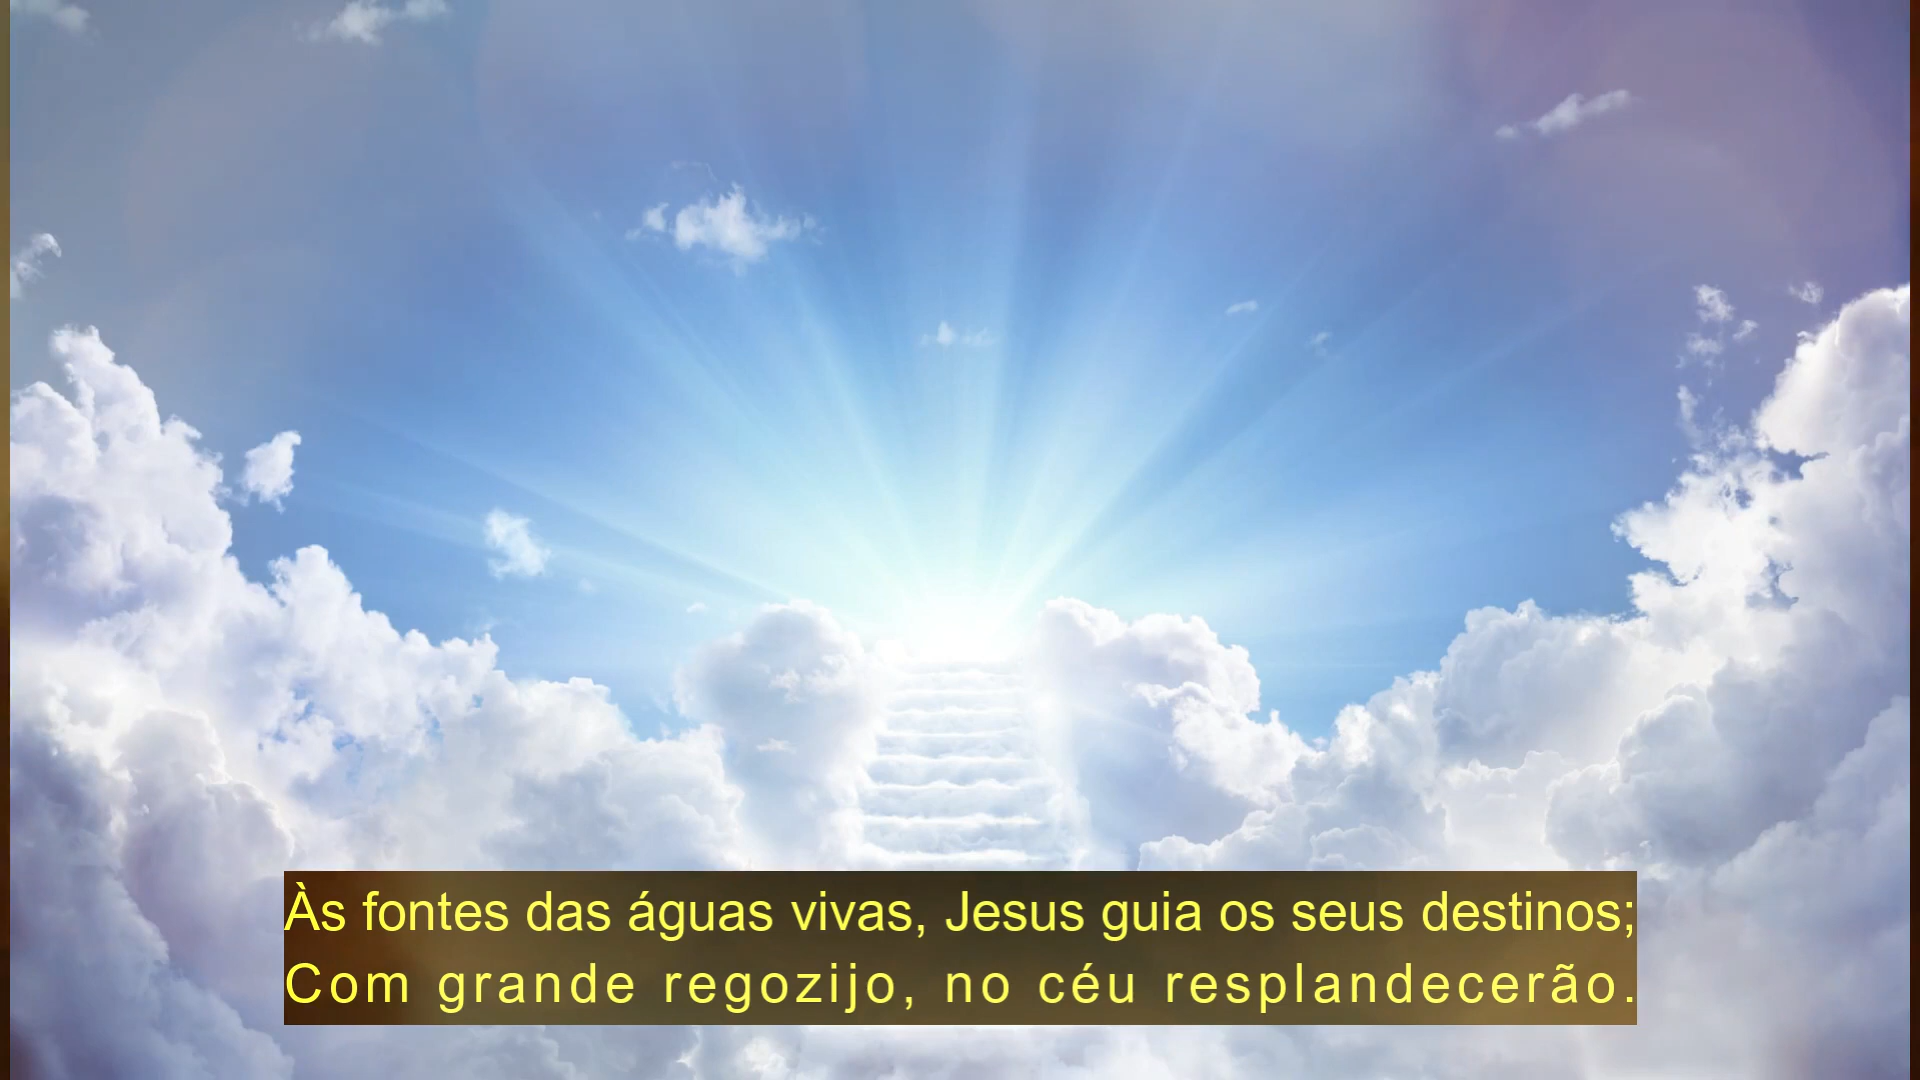 Às fontes das águas vivas, Jesus guia os seus destinos;
Com grande regozijo, no céu resplandecerão.